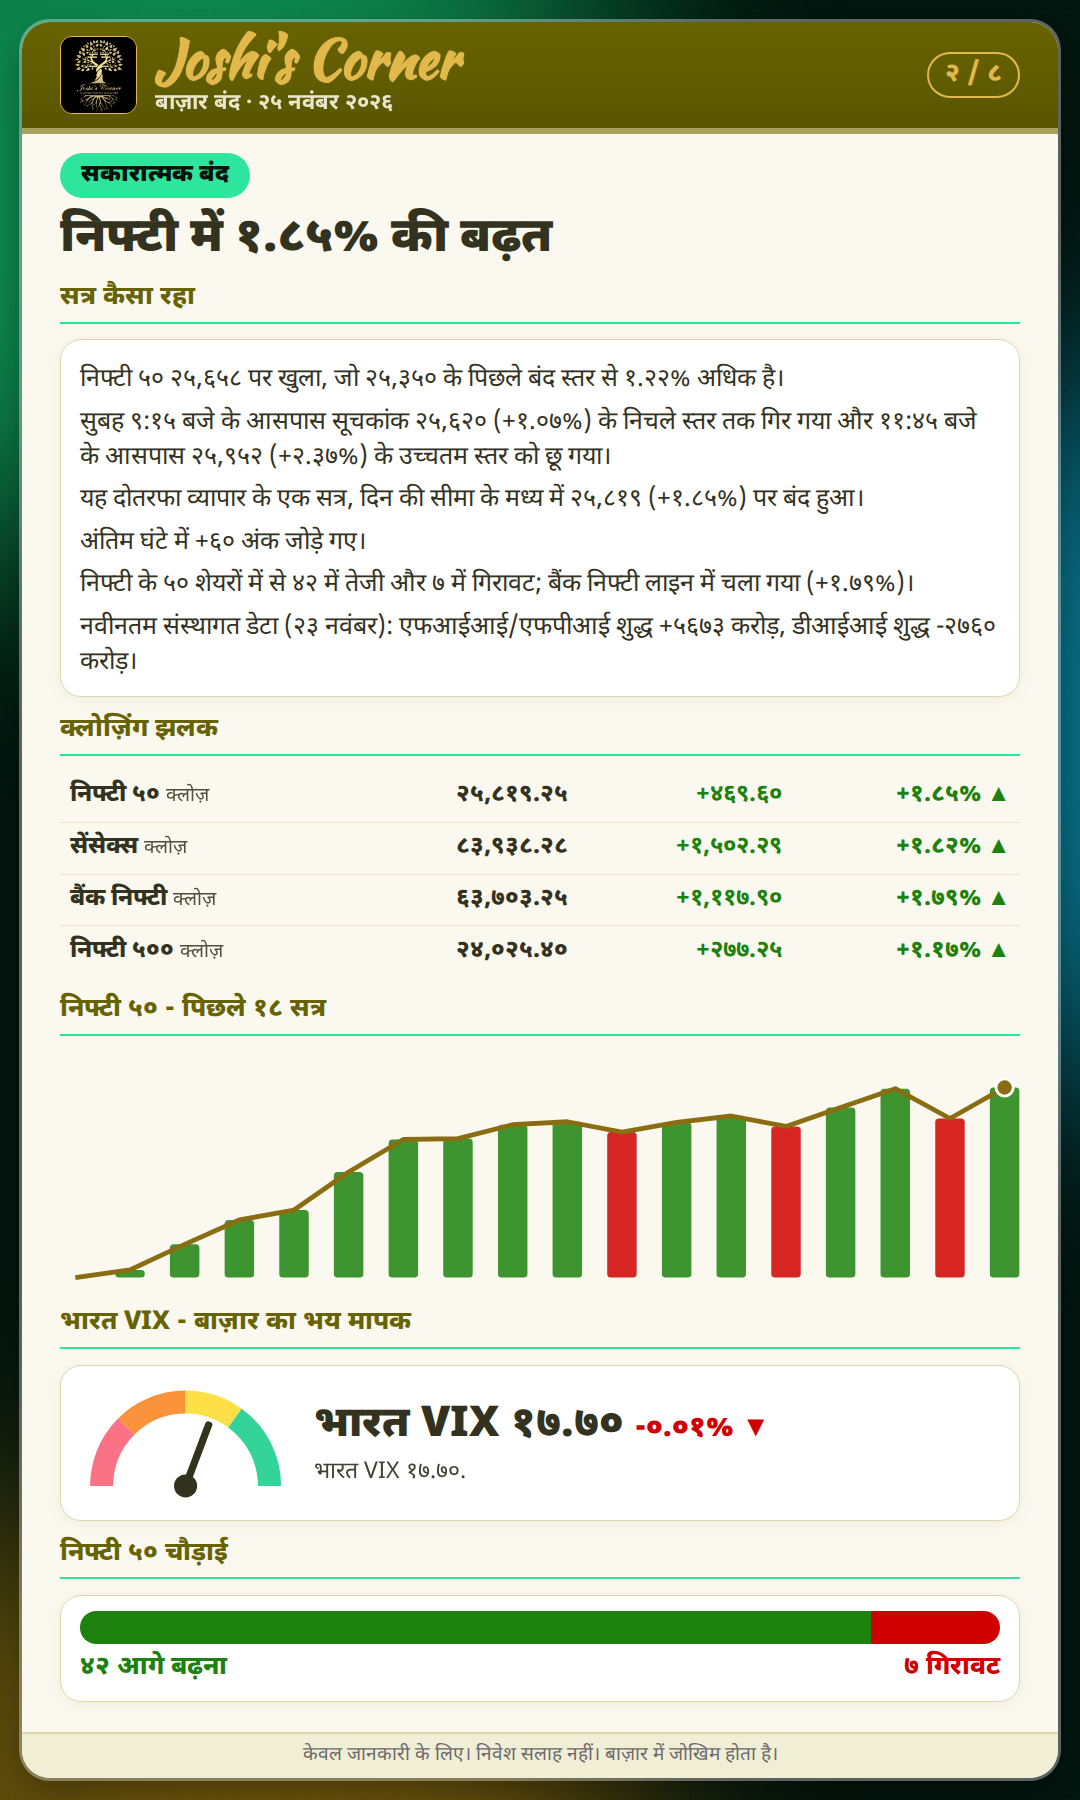 Joshi's Corner
Joshi's Corner
बाज़ार बंद · २५ नवंबर २०२६
२ / ८
सकारात्मक बंद
निफ्टी में १.८५% की बढ़त
सत्र कैसा रहा
निफ्टी ५० २५,६५८ पर खुला, जो २५,३५० के पिछले बंद स्तर से १.२२% अधिक है।
सुबह ९:१५ बजे के आसपास सूचकांक २५,६२० (+१.०७%) के निचले स्तर तक गिर गया और ११:४५ बजे
के आसपास २५,९५२ (+२.३७%) के उच्चतम स्तर को छू गया।
यह दोतरफा व्यापार के एक सत्र, दिन की सीमा के मध्य में २५,८१९ (+१.८५%) पर बंद हुआ।
अंतिम घंटे में +६० अंक जोड़े गए।
निफ्टी के ५० शेयरों में से ४२ में तेजी और ७ में गिरावट; बैंक निफ्टी लाइन में चला गया (+१.७९%)।
नवीनतम संस्थागत डेटा (२३ नवंबर): एफआईआई/एफपीआई शुद्ध +५६७३ करोड़, डीआईआई शुद्ध -२७६०
करोड़।
क्लोज़िंग झलक
निफ्टी ५० क्लोज़ २५,८१९.२५ +४६९.६० +१.८५% ▲
सेंसेक्स क्लोज़ ८३,९३८.२८ +१,५०२.२९ +१.८२% ▲
बैंक निफ्टी क्लोज़ ६३,७०३.२५ +१,११७.९० +१.७९% ▲
निफ्टी ५०० क्लोज़ २४,०२५.४० +२७७.२५ +१.१७% ▲
निफ्टी ५० - पिछले १८ सत्र
भारत VIX - बाज़ार का भय मापक
भारत VIX १७.७० -०.०१% ▼
भारत VIX १७.७०.
निफ्टी ५० चौड़ाई
४२ आगे बढ़ना
७ गिरावट
केवल जानकारी के लिए। निवेश सलाह नहीं। बाज़ार में जोखिम होता है।